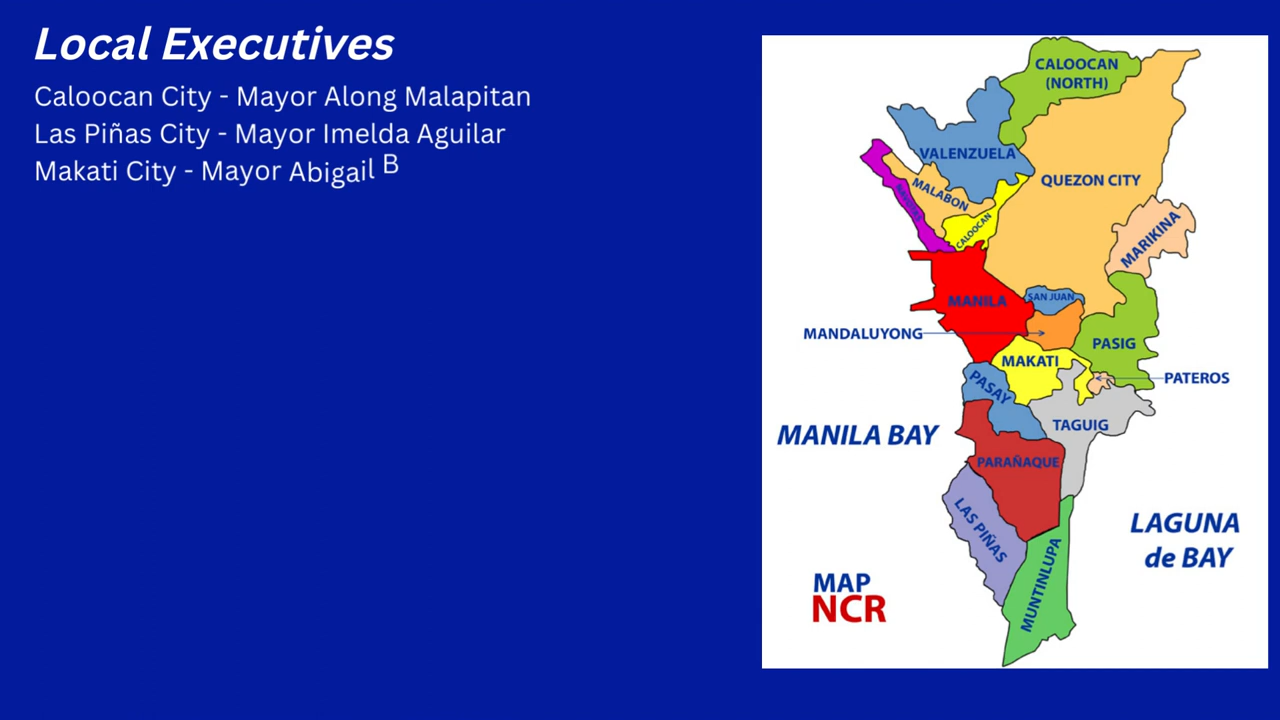 Local Executives
Caloocan City - Mayor Along Malapitan
Las Piñas City - Mayor Imelda Aguilar
Makati City - Mayor Abigail B
CALOOCAN
(NORTH)
VALENZUELA
QUEZON CITY
MALABON
NAVOTAS
CALOOCAN
MARIKINA
MANILA
SAN JUAN
MANDALUYONG
PASIG
MAKATI
PATEROS
PASAY
TAGUIG
MANILA BAY
PARAÑAQUE
LAS PIÑAS
LAGUNA
de BAY
MUNTINLUPA
MAP
NCR